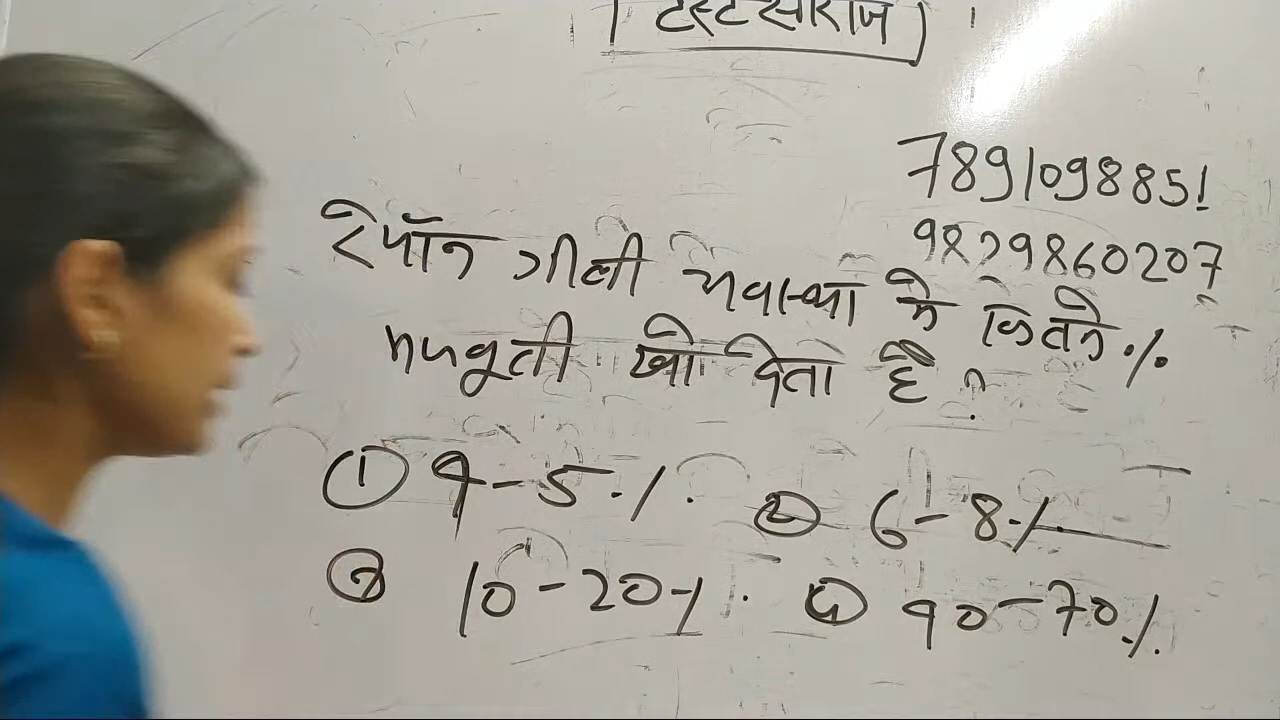 टेस्ट सीरीज
7891098851
9829860207
रेयॉन गीली अवस्था मे कितने %
मजबूती खो देता है ?
① 4-5% ② 6-8%
③ 10-20% ④ 40-70%